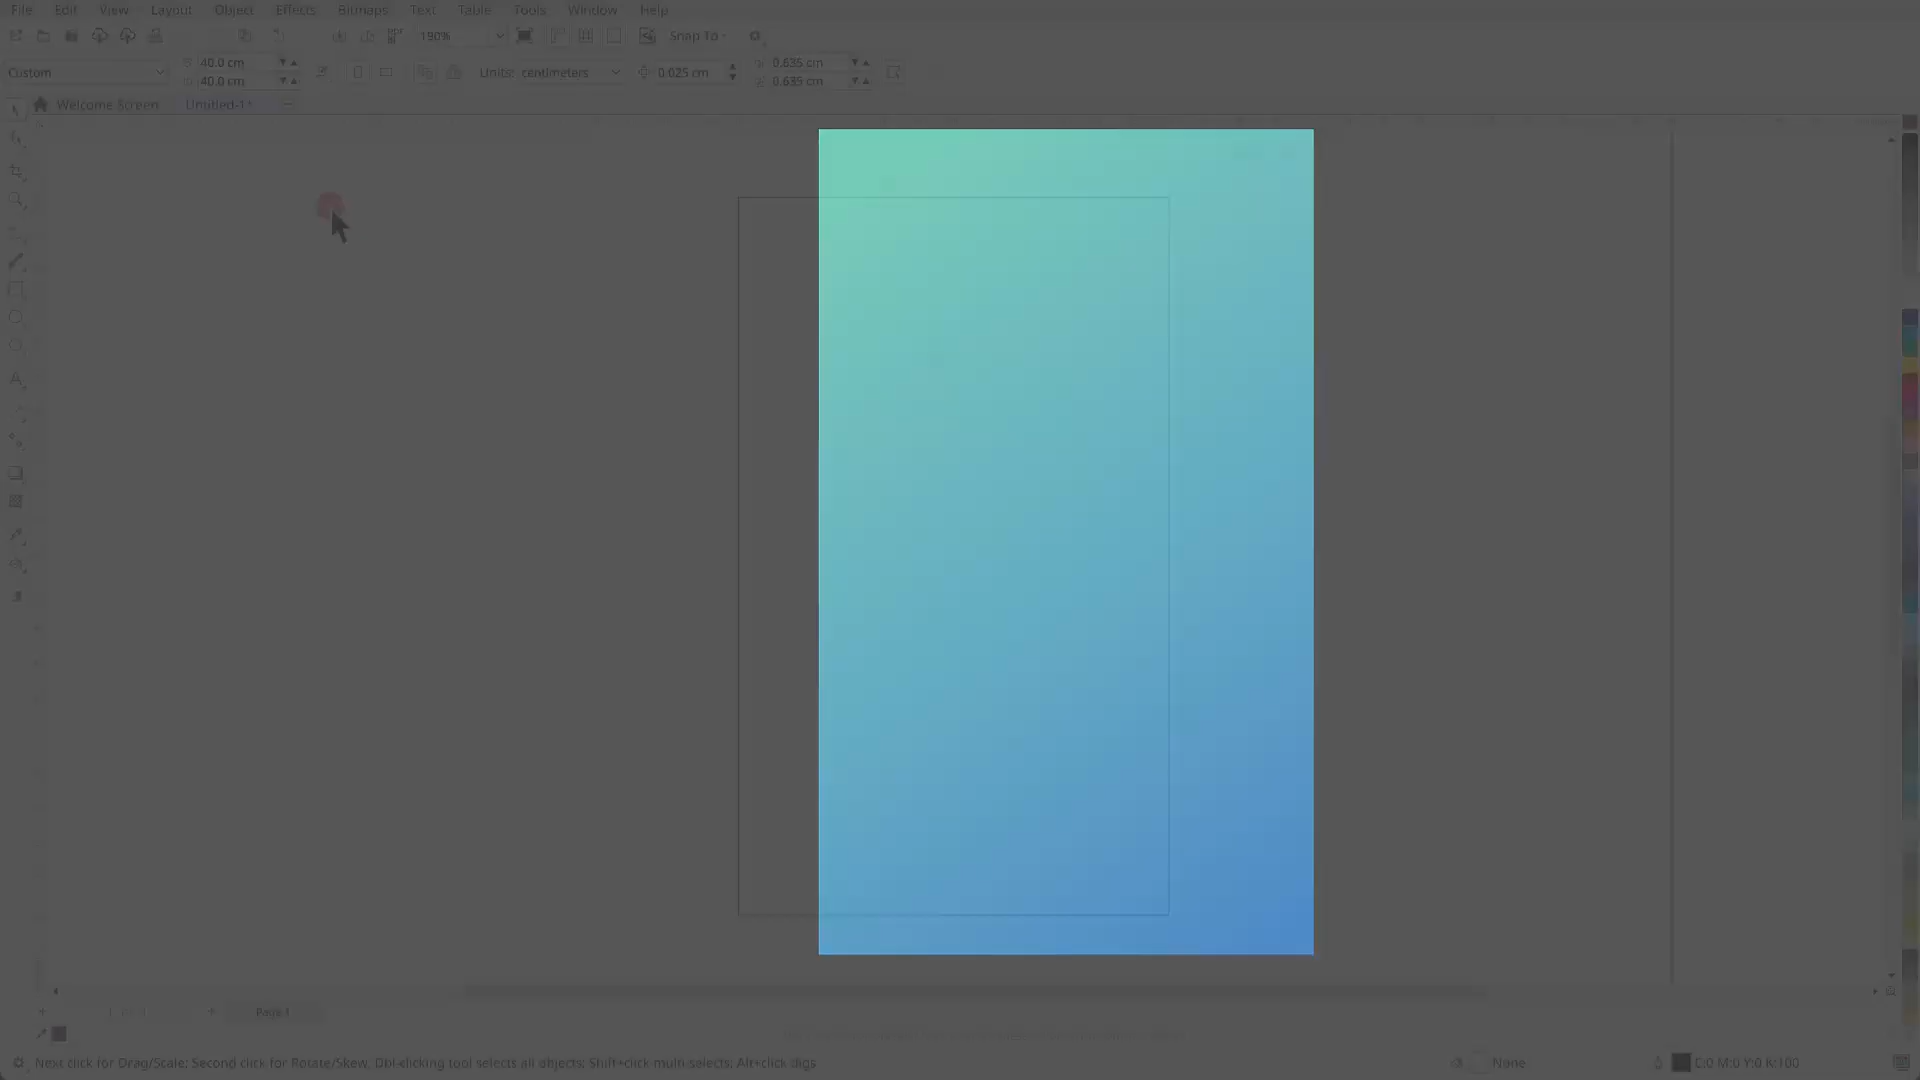 File Edit View Layout Object Effects Bitmaps Text Table Tools Window Help
190% Snap To
40.0 cm
Custom Units: centimeters 0.025 cm
40.0 cm
0.635 cm
0.635 cm
Welcome Screen Untitled-1*
Page 1
Next click for Drag/Scale; Second click for Rotate/Skew; Dbl-clicking tool selects all objects; Shift+click multi-selects; Alt+click digs
None C:0 M:0 Y:0 K:100